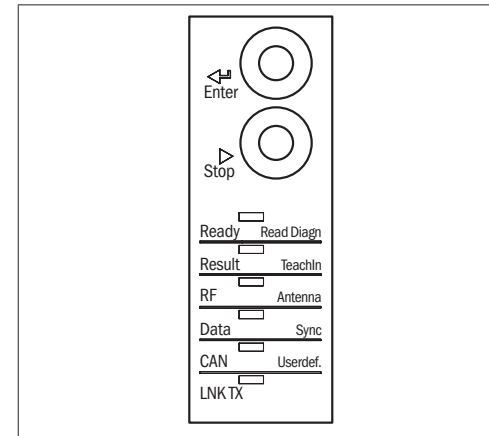 Enter
Stop
Ready Read Diagn
Result TeachIn
RF Antenna
Data Sync
CAN Userdef.
LNK TX